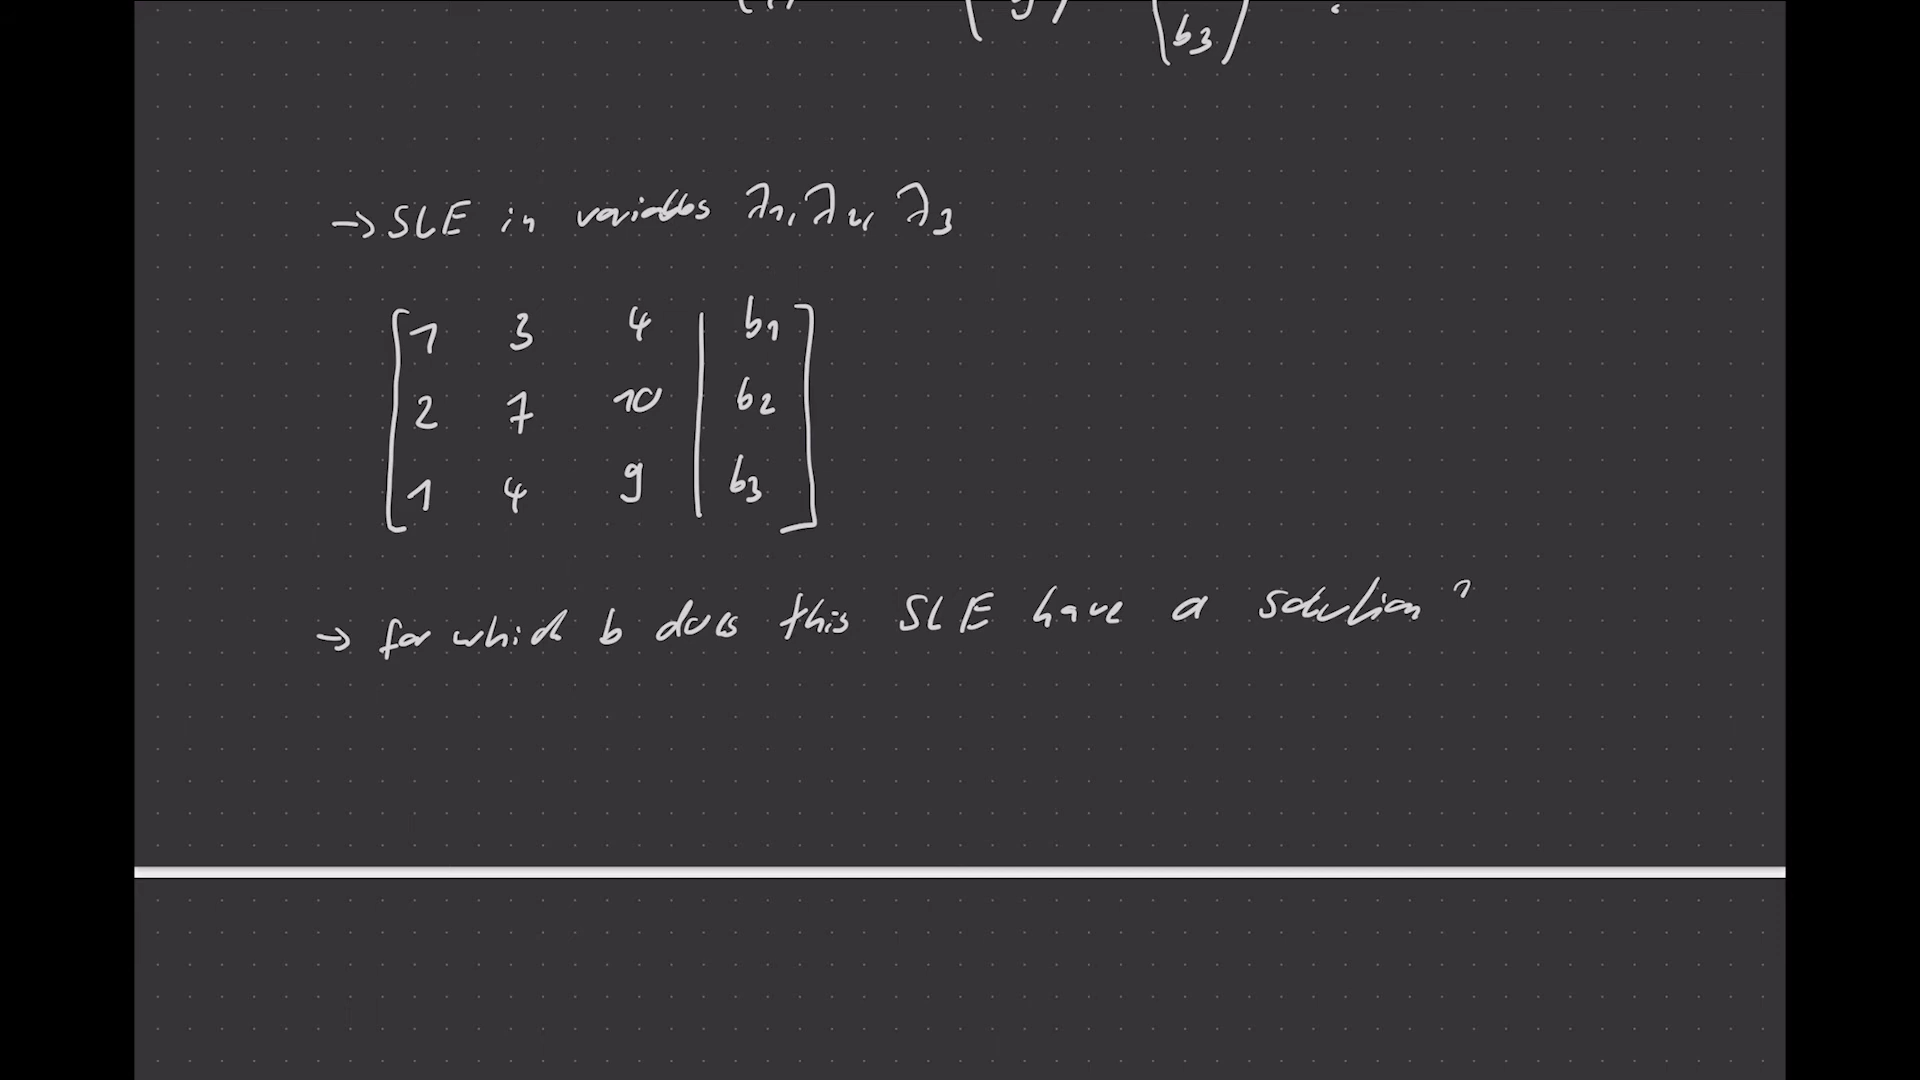 b3
→ SLE in variables λ1, λ2, λ3
1 3 4 | b1
2 7 10 | b2
1 4 9 | b3
→ for which b does this SLE have a solution?